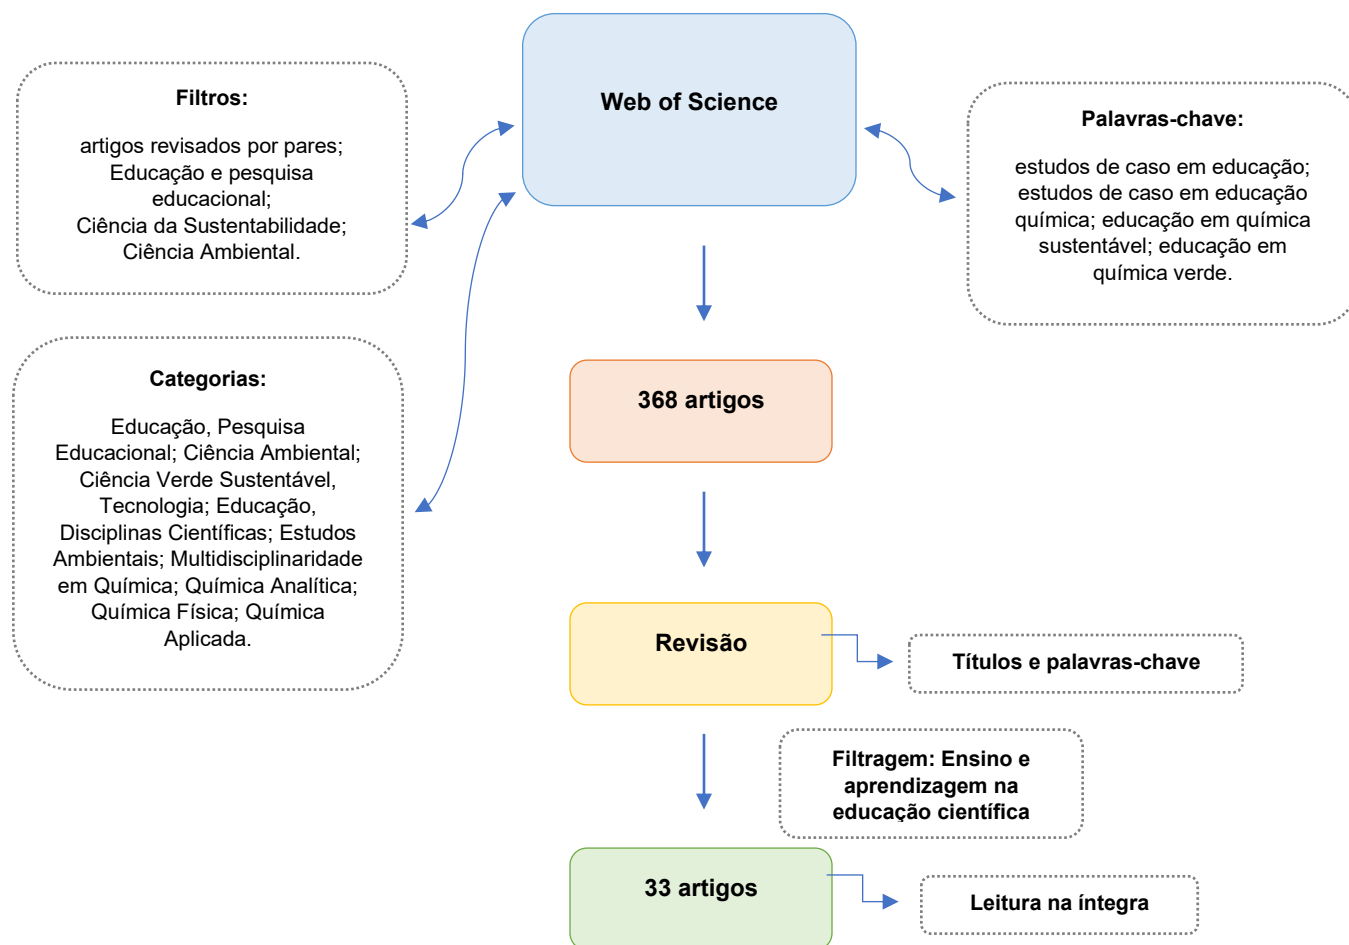 Web of Science
Filtros:
artigos revisados por pares;
Educação e pesquisa
educacional;
Ciência da Sustentabilidade;
Ciência Ambiental.
Palavras-chave:
estudos de caso em educação;
estudos de caso em educação
química; educação em química
sustentável; educação em
química verde.
Categorias:
Educação, Pesquisa
Educacional; Ciência Ambiental;
Ciência Verde Sustentável,
Tecnologia; Educação,
Disciplinas Científicas; Estudos
Ambientais; Multidisciplinaridade
em Química; Química Analítica;
Química Física; Química
Aplicada.
368 artigos
Revisão
Títulos e palavras-chave
Filtragem: Ensino e
aprendizagem na
educação científica
33 artigos
Leitura na íntegra